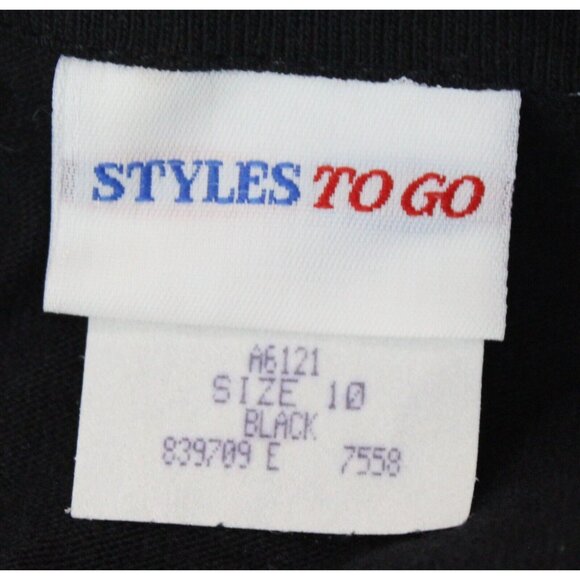 STYLES TO GO
A6121
SIZE 10
BLACK
839709 E 7558